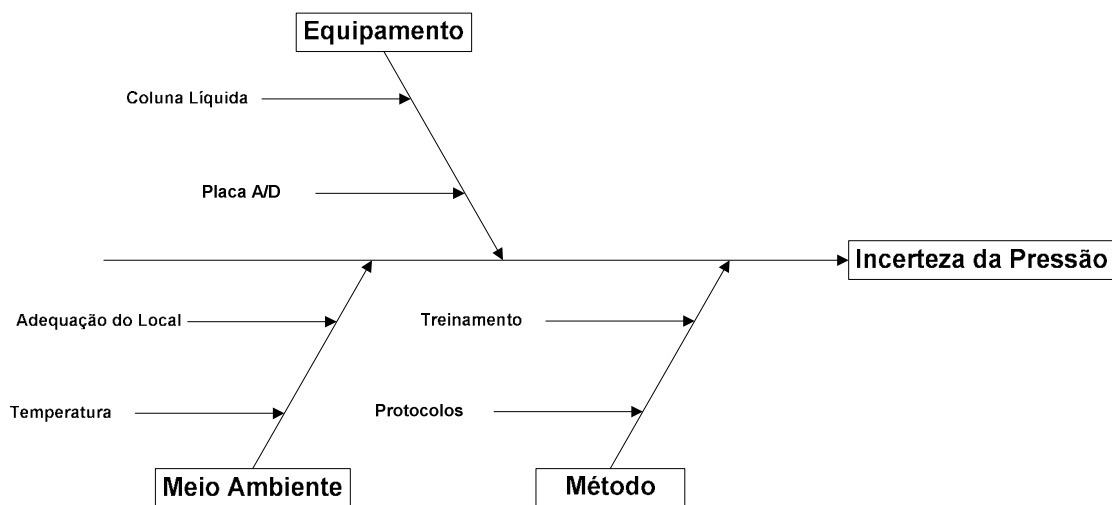 Equipamento
Coluna Líquida
Placa A/D
Incerteza da Pressão
Adequação do Local
Treinamento
Temperatura
Protocolos
Meio Ambiente
Método